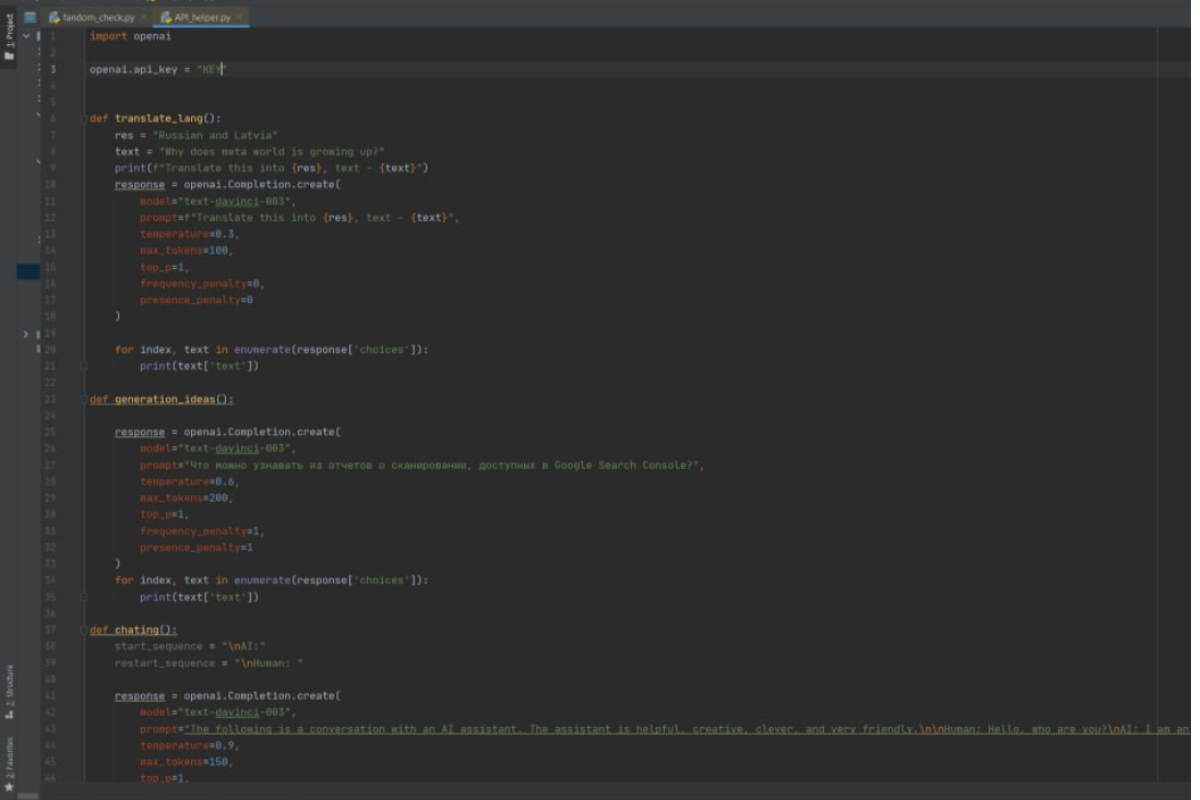 fandom_check.py
API_helper.py
1: Project
1 import openai
2
3 openai.api_key = "KEY"
4
5
6 def translate_lang():
7 res = "Russian and Latvia"
8 text = "Why does meta world is growing up?"
9 print(f"Translate this into {res}, text - {text}")
10 response = openai.Completion.create(
11 model="text-davinci-003",
12 prompt=f"Translate this into {res}, text - {text}",
13 temperature=0.3,
14 max_tokens=100,
15 top_p=1,
16 frequency_penalty=0,
17 presence_penalty=0
18 )
19
20 for index, text in enumerate(response['choices']):
21 print(text['text'])
22
23 def generation_ideas():
24
25 response = openai.Completion.create(
26 model="text-davinci-003",
27 prompt="Что можно узнавать из отчетов о сканировании, доступных в Google Search Console?",
28 temperature=0.6,
29 max_tokens=200,
30 top_p=1,
31 frequency_penalty=1,
32 presence_penalty=1
33 )
34 for index, text in enumerate(response['choices']):
35 print(text['text'])
36
37 def chating():
38 start_sequence = "\nAI:"
39 restart_sequence = "\nHuman: "
40
41 response = openai.Completion.create(
42 model="text-davinci-003",
43 prompt="The following is a conversation with an AI assistant. The assistant is helpful, creative, clever, and very friendly.\n\nHuman: Hello, who are you?\nAI: I am an
44 temperature=0.9,
45 max_tokens=150,
46 top_p=1,
2: Structure
2: Favorites